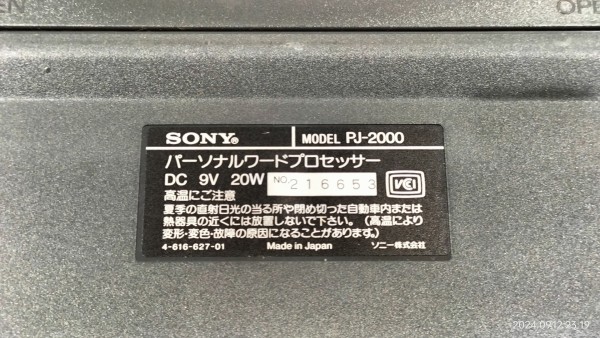 SONY® MODEL PJ-2000
パーソナルワードプロセッサー
DC 9V 20W NO. 216653 VCI
高温にご注意
夏季の直射日光の当る所や閉め切った自動車内または
熱器具の近くには放置しないで下さい。(高温により
変形・変色・故障の原因になることがあります。)
4-616-627-01 Made in Japan ソニー株式会社
2024.09.12 23:19